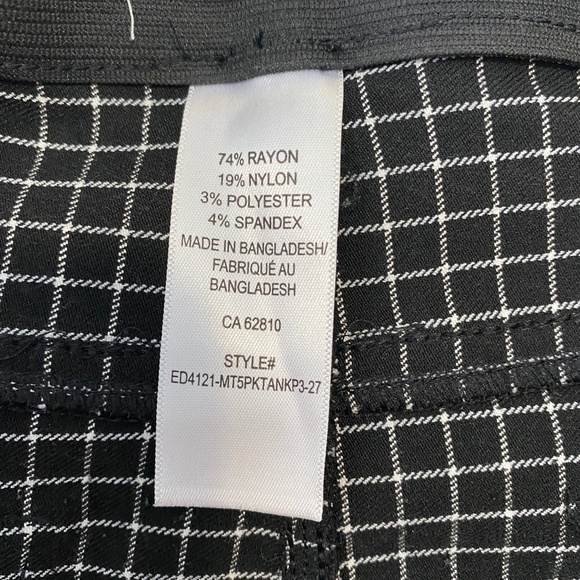 74% RAYON
19% NYLON
3% POLYESTER
4% SPANDEX
MADE IN BANGLADESH/
FABRIQUÉ AU
BANGLADESH
CA 62810
STYLE#
ED4121-MT5PKTANKP3-27